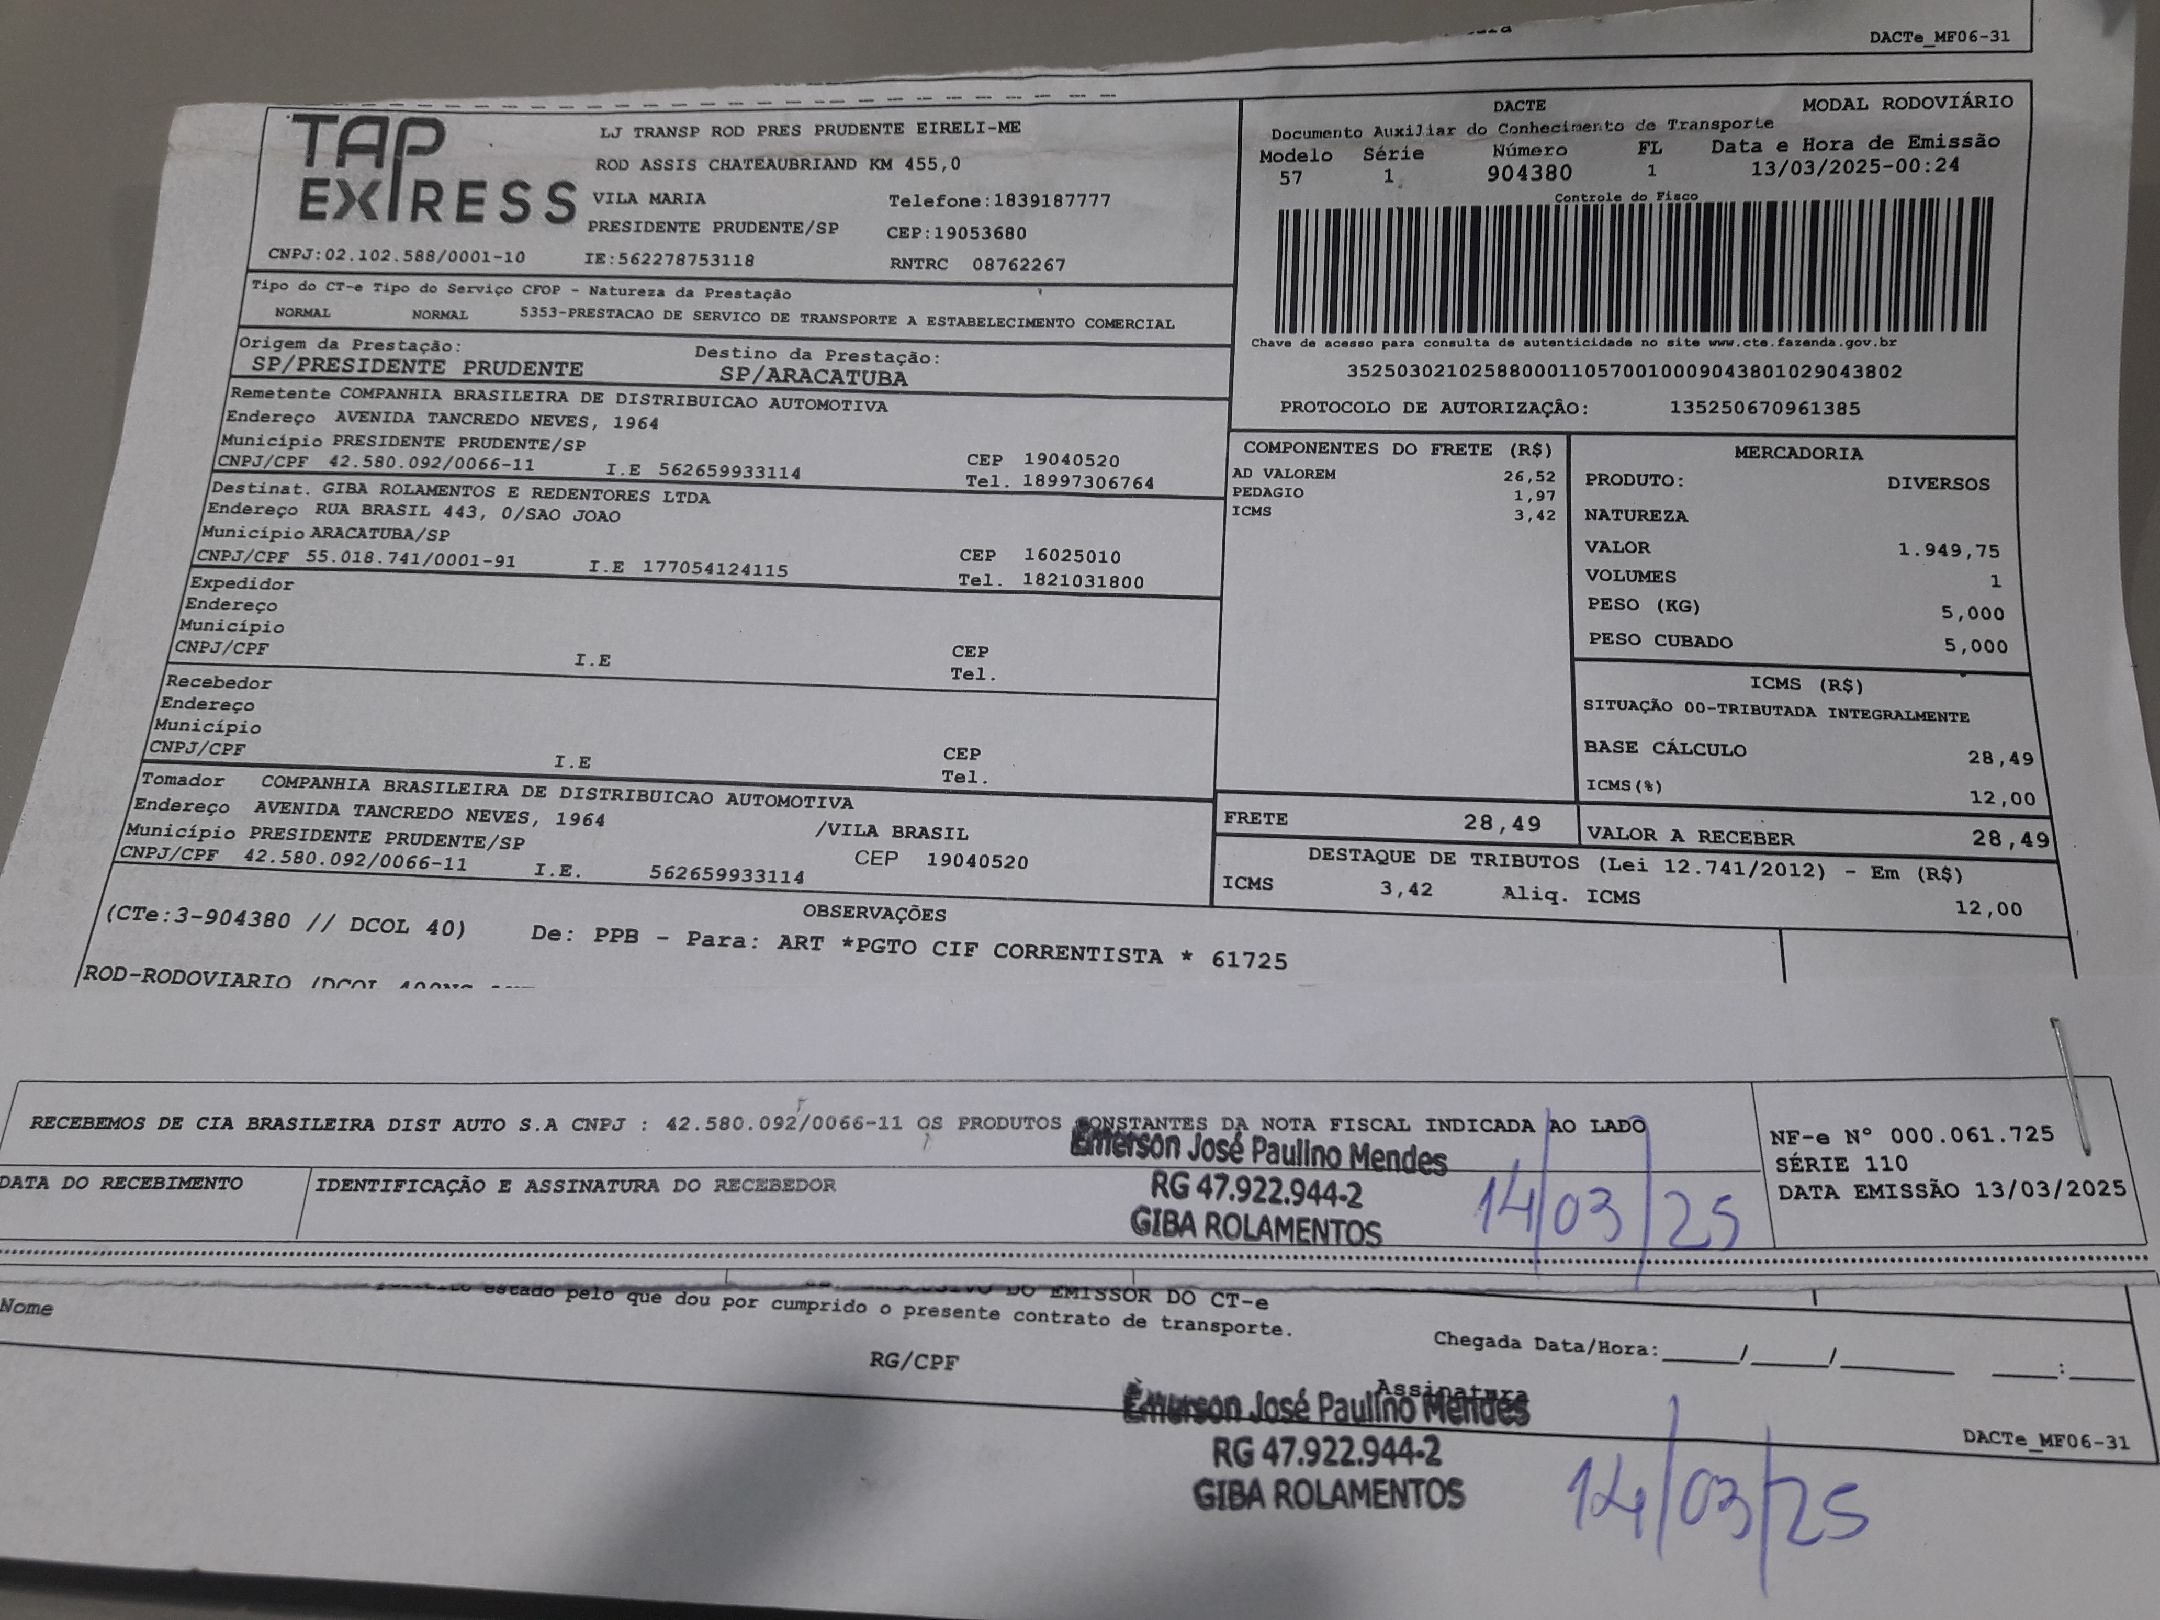 DACTe_MF06-31
TAP EXPRESS
LJ TRANSP ROD PRES PRUDENTE EIRELI-ME
ROD ASSIS CHATEAUBRIAND KM 455,0
VILA MARIA Telefone:1839187777
PRESIDENTE PRUDENTE/SP CEP:19053680
CNPJ:02.102.588/0001-10 IE:562278753118 RNTRC 08762267
DACTE MODAL RODOVIÁRIO
Documento Auxiliar do Conhecimento de Transporte
Modelo Série Número FL Data e Hora de Emissão
57 1 904380 1 13/03/2025-00:24
Controle do Fisco
Chave de acesso para consulta de autenticidade no site www.cte.fazenda.gov.br
35250302102588000110570010009043801029043802
PROTOCOLO DE AUTORIZAÇÂO: 135250670961385
Tipo do CT-e Tipo do Serviço CFOP - Natureza da Prestação
NORMAL NORMAL 5353-PRESTACAO DE SERVICO DE TRANSPORTE A ESTABELECIMENTO COMERCIAL
Origem da Prestação: Destino da Prestação:
SP/PRESIDENTE PRUDENTE SP/ARACATUBA
Remetente COMPANHIA BRASILEIRA DE DISTRIBUICAO AUTOMOTIVA
Endereço AVENIDA TANCREDO NEVES, 1964
Município PRESIDENTE PRUDENTE/SP CEP 19040520
CNPJ/CPF 42.580.092/0066-11 I.E 562659933114 Tel. 18997306764
Destinat. GIBA ROLAMENTOS E REDENTORES LTDA
Endereço RUA BRASIL 443, 0/SAO JOAO
Município ARACATUBA/SP CEP 16025010
CNPJ/CPF 55.018.741/0001-91 I.E 177054124115 Tel. 1821031800
Expedidor
Endereço
Município CEP
CNPJ/CPF I.E Tel.
Recebedor
Endereço
Município CEP
CNPJ/CPF I.E Tel.
Tomador COMPANHIA BRASILEIRA DE DISTRIBUICAO AUTOMOTIVA
Endereço AVENIDA TANCREDO NEVES, 1964 /VILA BRASIL
Município PRESIDENTE PRUDENTE/SP CEP 19040520
CNPJ/CPF 42.580.092/0066-11 I.E. 562659933114
COMPONENTES DO FRETE (R$)
AD VALOREM 26,52
PEDAGIO 1,97
ICMS 3,42
MERCADORIA
PRODUTO: DIVERSOS
NATUREZA
VALOR 1.949,75
VOLUMES 1
PESO (KG) 5,000
PESO CUBADO 5,000
ICMS (R$)
SITUAÇÃO 00-TRIBUTADA INTEGRALMENTE
BASE CÁLCULO 28,49
ICMS(%) 12,00
FRETE 28,49 VALOR A RECEBER 28,49
DESTAQUE DE TRIBUTOS (Lei 12.741/2012) - Em (R$)
ICMS 3,42 Aliq. ICMS 12,00
OBSERVAÇÕES
(CTe:3-904380 // DCOL 40) De: PPB - Para: ART *PGTO CIF CORRENTISTA * 61725
ROD-RODOVIARIO /DCOL
RECEBEMOS DE CIA BRASILEIRA DIST AUTO S.A CNPJ : 42.580.092/0066-11 OS PRODUTOS CONSTANTES DA NOTA FISCAL INDICADA AO LADO
DATA DO RECEBIMENTO IDENTIFICAÇÃO E ASSINATURA DO RECEBEDOR
Emerson José Paulino Mendes
RG 47.922.944-2
GIBA ROLAMENTOS
14/03/25
NF-e N° 000.061.725
SÉRIE 110
DATA EMISSÃO 13/03/2025
DO EMISSOR DO CT-e
estado pelo que dou por cumprido o presente contrato de transporte.
Nome RG/CPF Chegada Data/Hora:____/____/______ ____:____
Assinatura
Emerson José Paulino Mendes
RG 47.922.944-2
GIBA ROLAMENTOS
14/03/25
DACTe_MF06-31